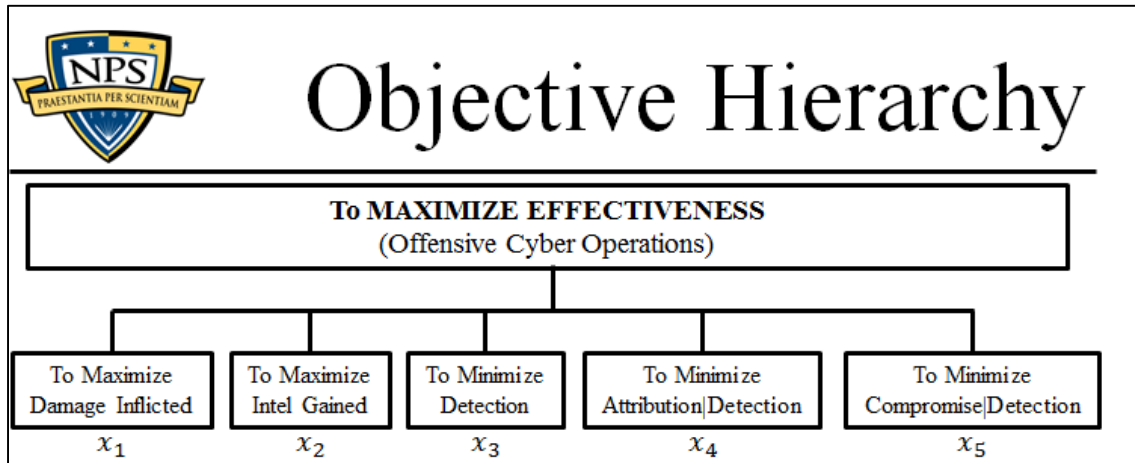 NPS
PRAESTANTIA PER SCIENTIAM
1909
Objective Hierarchy
To MAXIMIZE EFFECTIVENESS
(Offensive Cyber Operations)
To Maximize
Damage Inflicted
x₁
To Maximize
Intel Gained
x₂
To Minimize
Detection
x₃
To Minimize
Attribution|Detection
x₄
To Minimize
Compromise|Detection
x₅